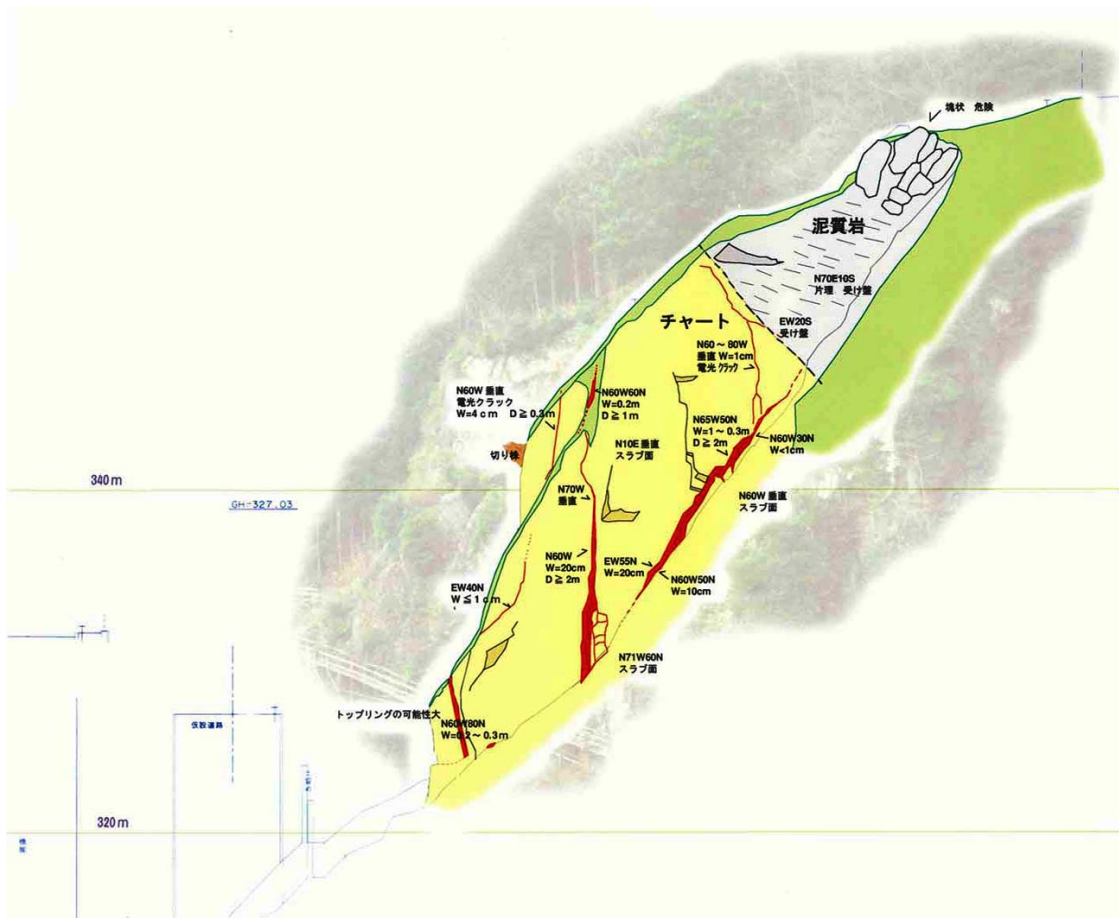 塊状 危険
泥質岩
N70E10S
片理 受け盤
EW20S
受け盤
チャート
N60～80W
垂直 W=1cm
電光クラック
N60W 垂直
電光クラック
W=4cm D≧0.3m
N60W60N
W=0.2m
D≧1m
N65W50N
W=1～0.3m
D≧2m
N60W30N
W<1cm
N10E 垂直
スラブ面
切り株
340m
N70W
垂直
N60W 垂直
スラブ面
GH-327.03
N60W
W=20cm
D≧2m
EW55N
W=20cm
N60W50N
W=10cm
EW40N
W≦1cm
N71W60N
スラブ面
トップリングの可能性大
N60W80N
W=0.2～0.3m
仮設道路
320m